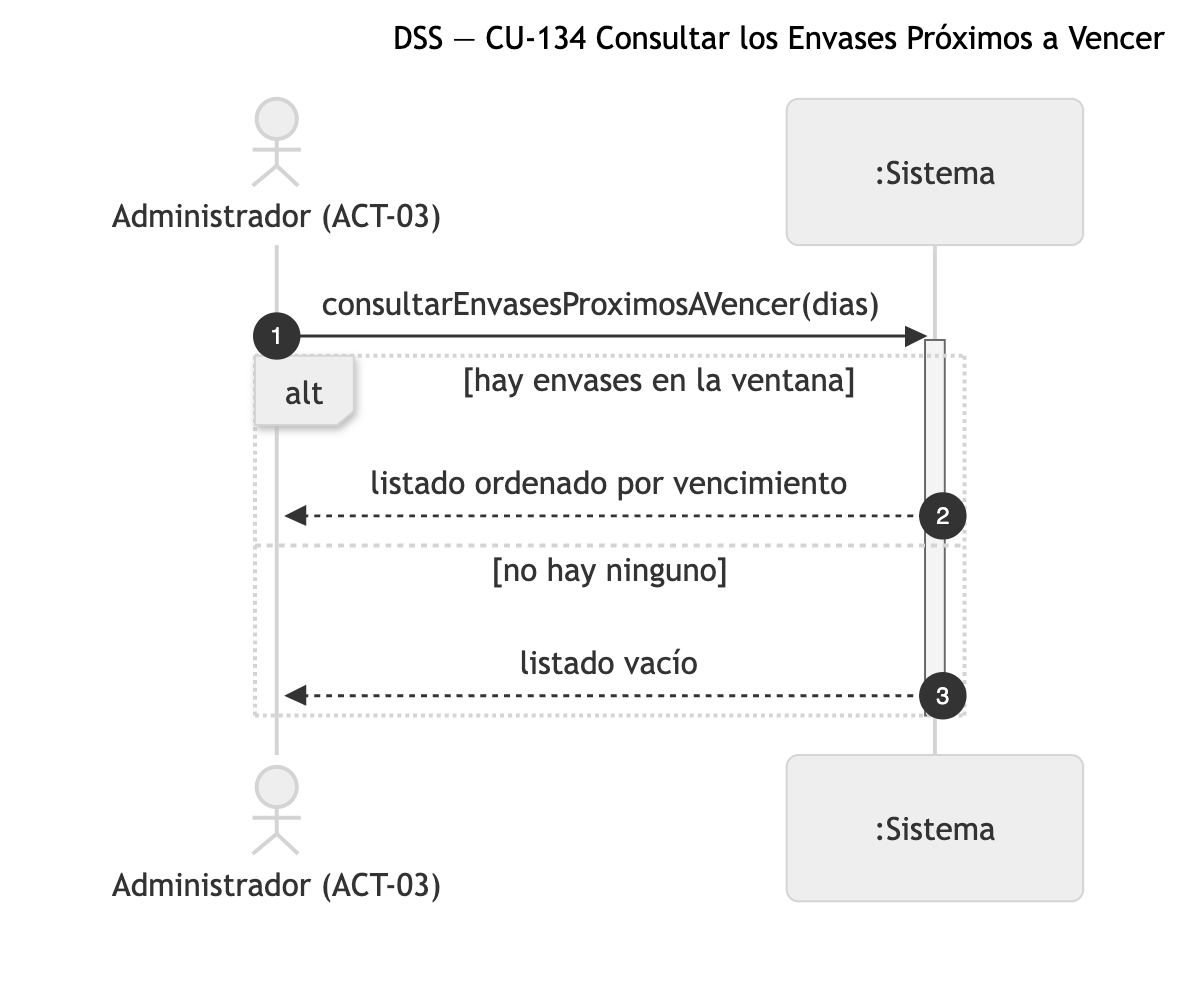 DSS — CU-134 Consultar los Envases Próximos a Vencer
Administrador (ACT-03)
:Sistema
consultarEnvasesProximosAVencer(dias)
1
alt
[hay envases en la ventana]
listado ordenado por vencimiento
2
[no hay ninguno]
listado vacío
3
Administrador (ACT-03)
:Sistema